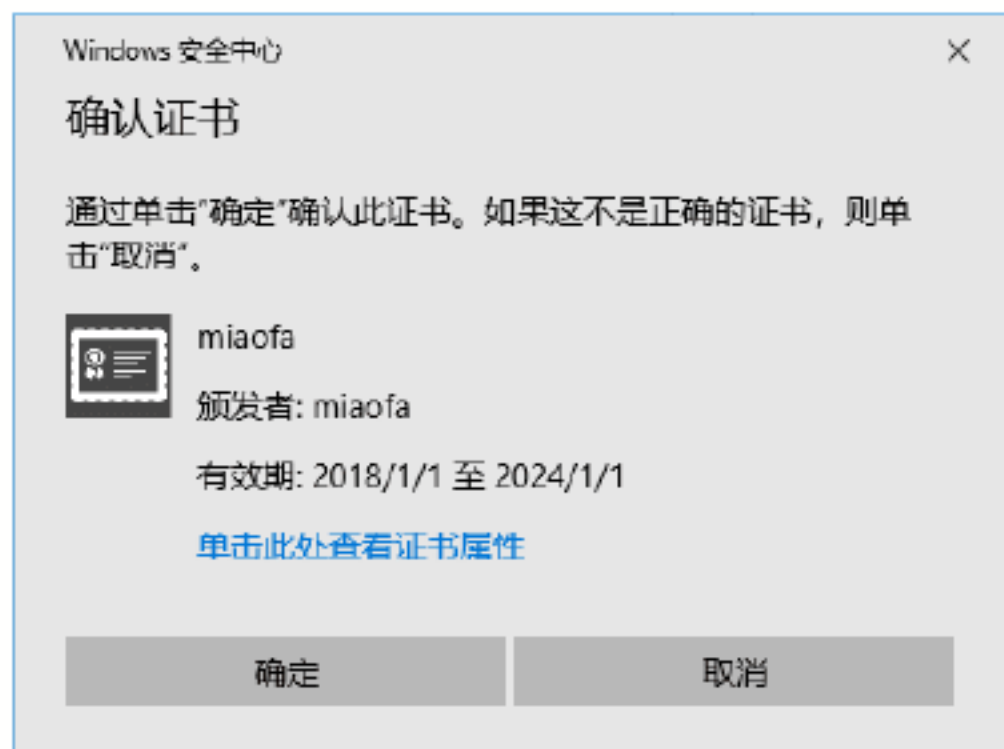 Windows 安全中心
确认证书
通过单击"确定"确认此证书。如果这不是正确的证书，则单
击"取消"。
miaofa
颁发者: miaofa
有效期: 2018/1/1 至 2024/1/1
单击此处查看证书属性
确定
取消